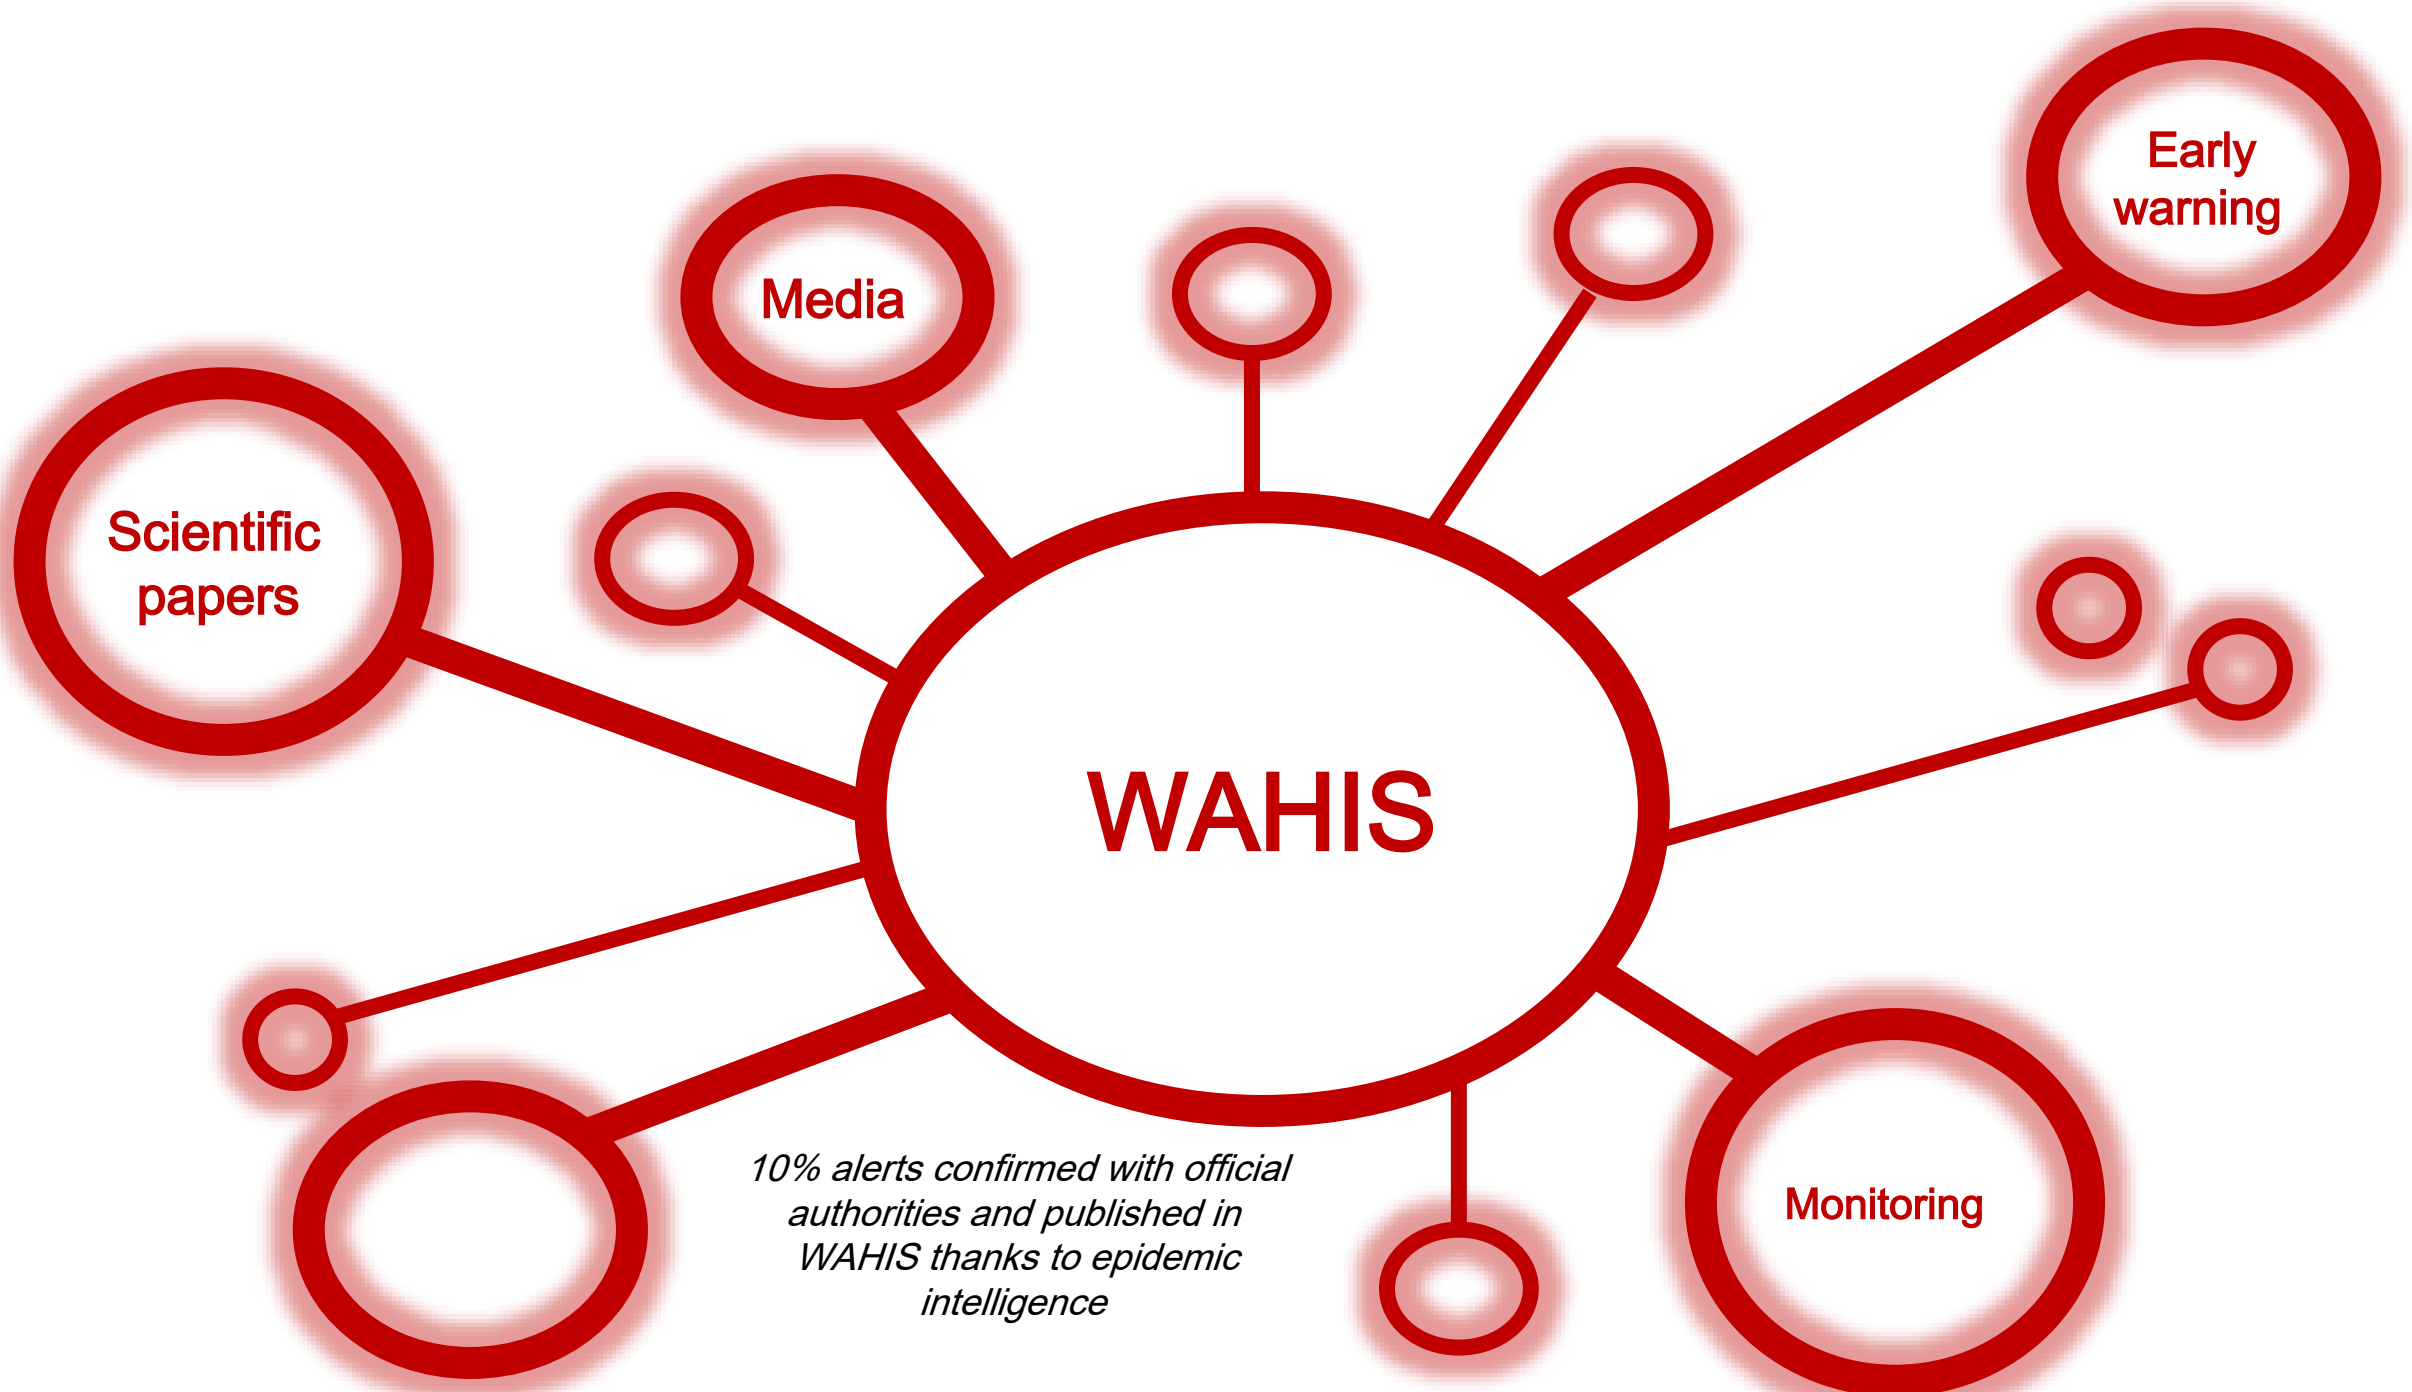 Early
warning
Media
Scientific
papers
WAHIS
10% alerts confirmed with official
authorities and published in
WAHIS thanks to epidemic
intelligence
Monitoring